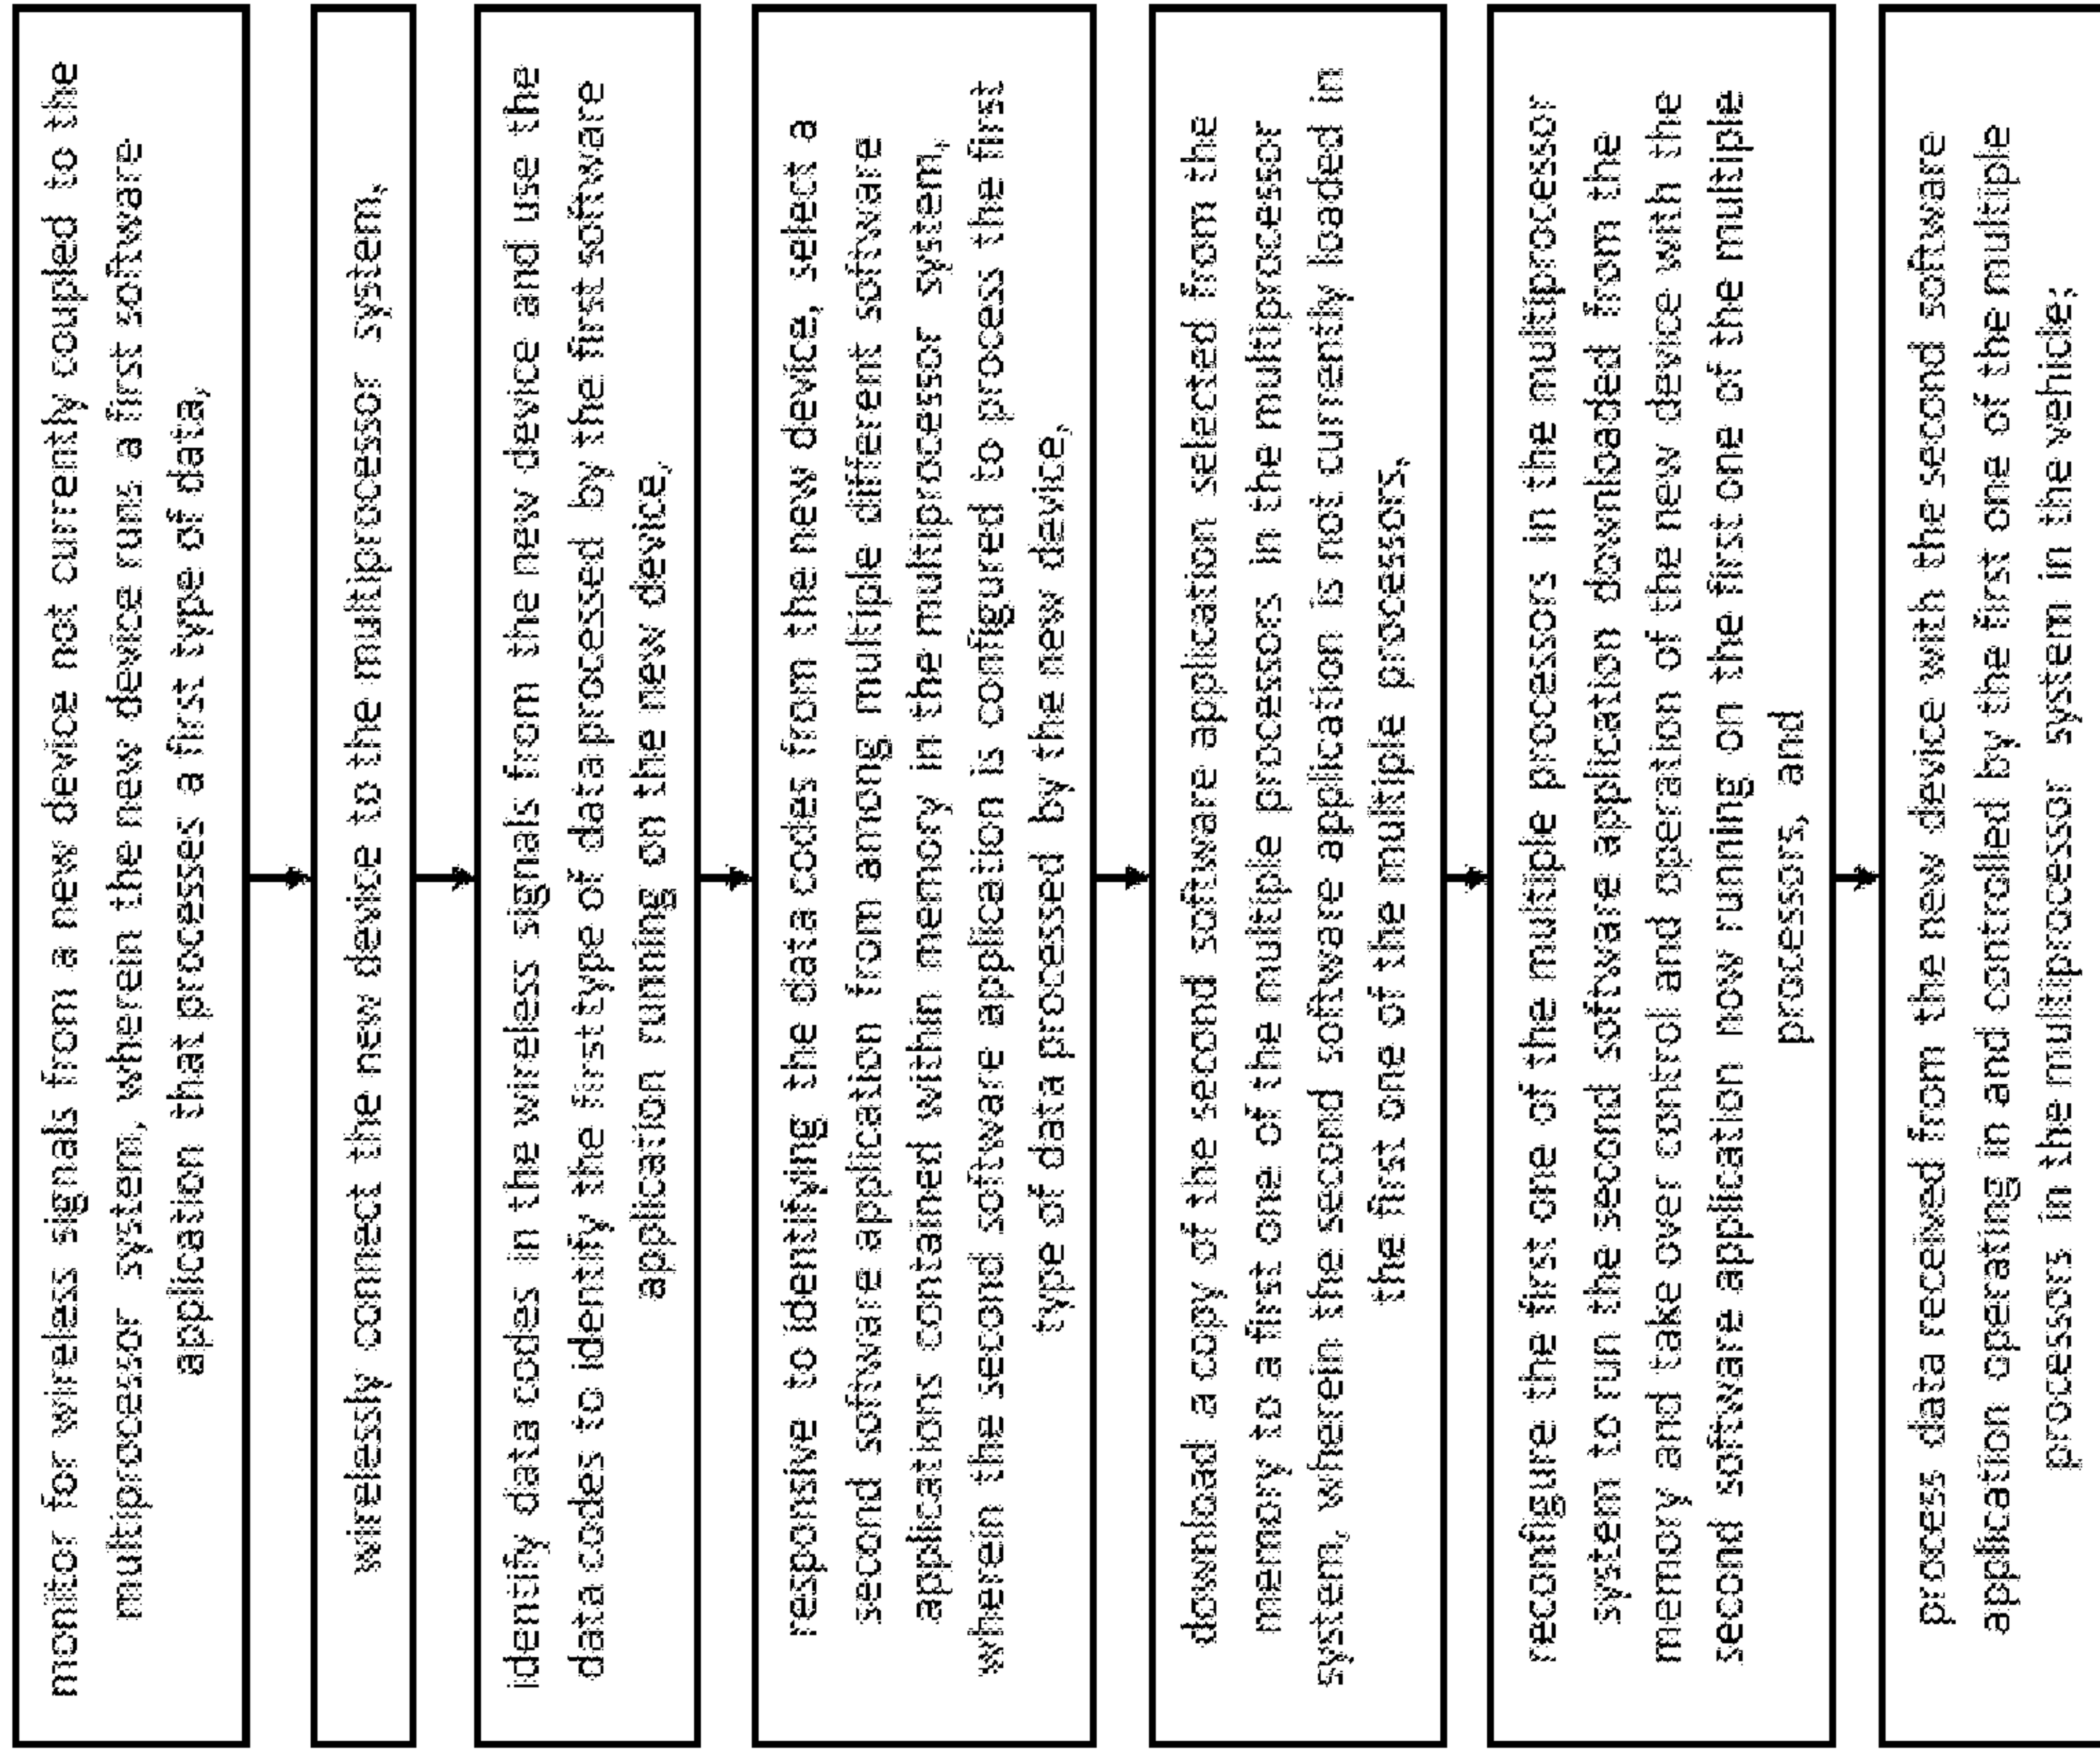 monitor for wireless signals from a new device not currently coupled to the
multiprocessor system, wherein the new device runs a first software
application that processes a first type of data,
wirelessly connect the new device to the multiprocessor system,
identify data codes in the wireless signals from the new device and use the
data codes to identify the first type of data processed by the first software
application running on the new device,
responsive to identifying the data codes from the new device, select a
second software application from among multiple different software
applications contained within memory in the multiprocessor system,
wherein the second software application is configured to process the first
type of data processed by the new device,
download a copy of the second software application selected from the
memory to a first one of the multiple processors in the multiprocessor
system, wherein the second software application is not currently loaded in
the first one of the multiple processors,
reconfigure the first one of the multiple processors in the multiprocessor
system to run the second software application downloaded from the
memory and take over control and operation of the new device with the
second software application now running on the first one of the multiple
processors, and
process data received from the new device with the second software
application operating in and controlled by the first one of the multiple
processors in the multiprocessor system in the vehicle;